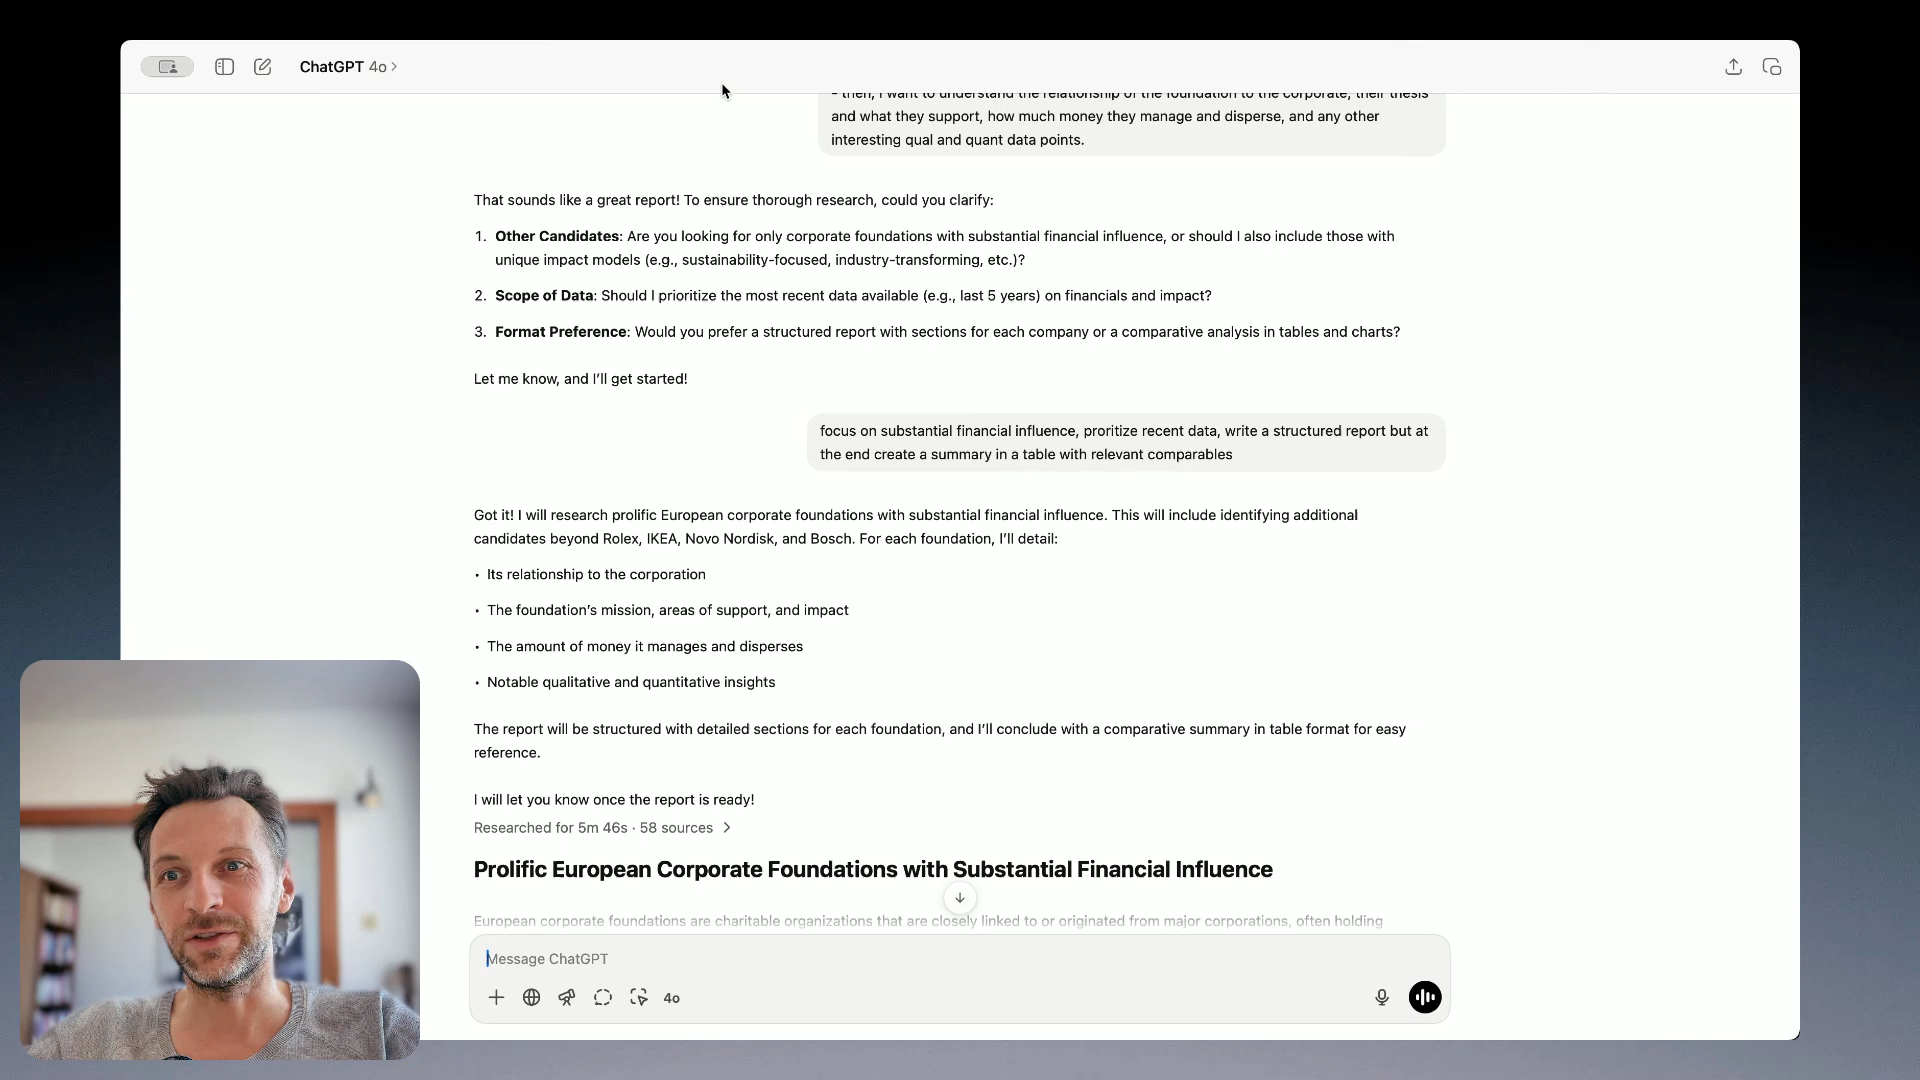 ChatGPT 4o >
- then, I want to understand the relationship of the foundation to the corporate, their thesis
and what they support, how much money they manage and disperse, and any other
interesting qual and quant data points.
That sounds like a great report! To ensure thorough research, could you clarify:
1. Other Candidates: Are you looking for only corporate foundations with substantial financial influence, or should I also include those with
unique impact models (e.g., sustainability-focused, industry-transforming, etc.)?
2. Scope of Data: Should I prioritize the most recent data available (e.g., last 5 years) on financials and impact?
3. Format Preference: Would you prefer a structured report with sections for each company or a comparative analysis in tables and charts?
Let me know, and I’ll get started!
focus on substantial financial influence, proritize recent data, write a structured report but at
the end create a summary in a table with relevant comparables
Got it! I will research prolific European corporate foundations with substantial financial influence. This will include identifying additional
candidates beyond Rolex, IKEA, Novo Nordisk, and Bosch. For each foundation, I’ll detail:
• Its relationship to the corporation
• The foundation’s mission, areas of support, and impact
• The amount of money it manages and disperses
• Notable qualitative and quantitative insights
The report will be structured with detailed sections for each foundation, and I’ll conclude with a comparative summary in table format for easy
reference.
I will let you know once the report is ready!
Researched for 5m 46s · 58 sources >
Prolific European Corporate Foundations with Substantial Financial Influence
European corporate foundations are charitable organizations that are closely linked to or originated from major corporations, often holding
Message ChatGPT
4o